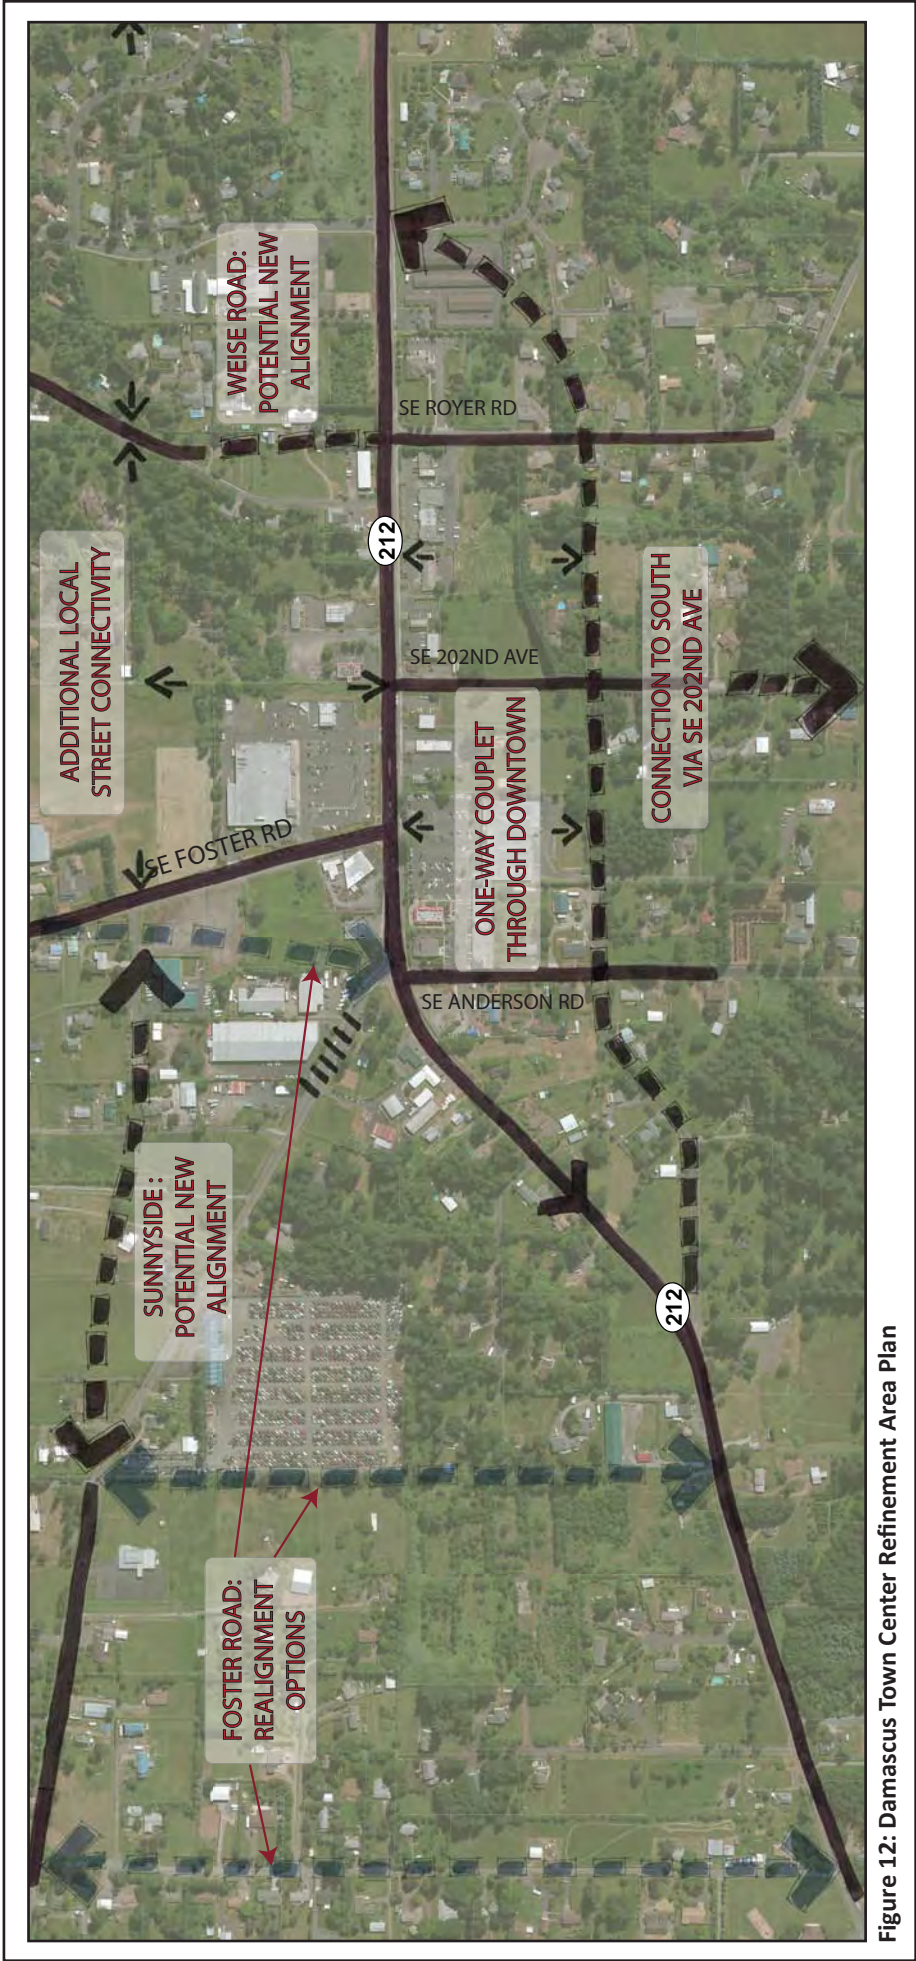 ADDITIONAL LOCAL
STREET CONNECTIVITY
WEISE ROAD:
POTENTIAL NEW
ALIGNMENT
SE FOSTER RD
SUNNYSIDE :
POTENTIAL NEW
ALIGNMENT
FOSTER ROAD:
REALIGNMENT
OPTIONS
212
SE ROYER RD
SE 202ND AVE
ONE-WAY COUPLET
THROUGH DOWNTOWN
SE ANDERSON RD
CONNECTION TO SOUTH
VIA SE 202ND AVE
212
Figure 12: Damascus Town Center Refinement Area Plan